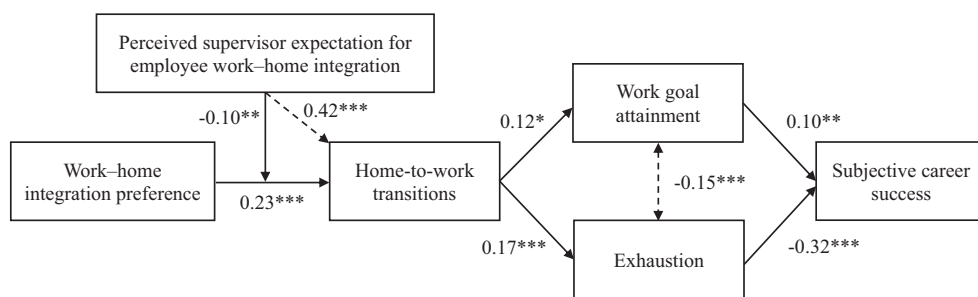 Perceived supervisor expectation for
employee work–home integration
-0.10**
0.42***
Work–home
integration preference
0.23***
Home-to-work
transitions
0.12*
0.17***
Work goal
attainment
-0.15***
Exhaustion
0.10**
-0.32***
Subjective career
success